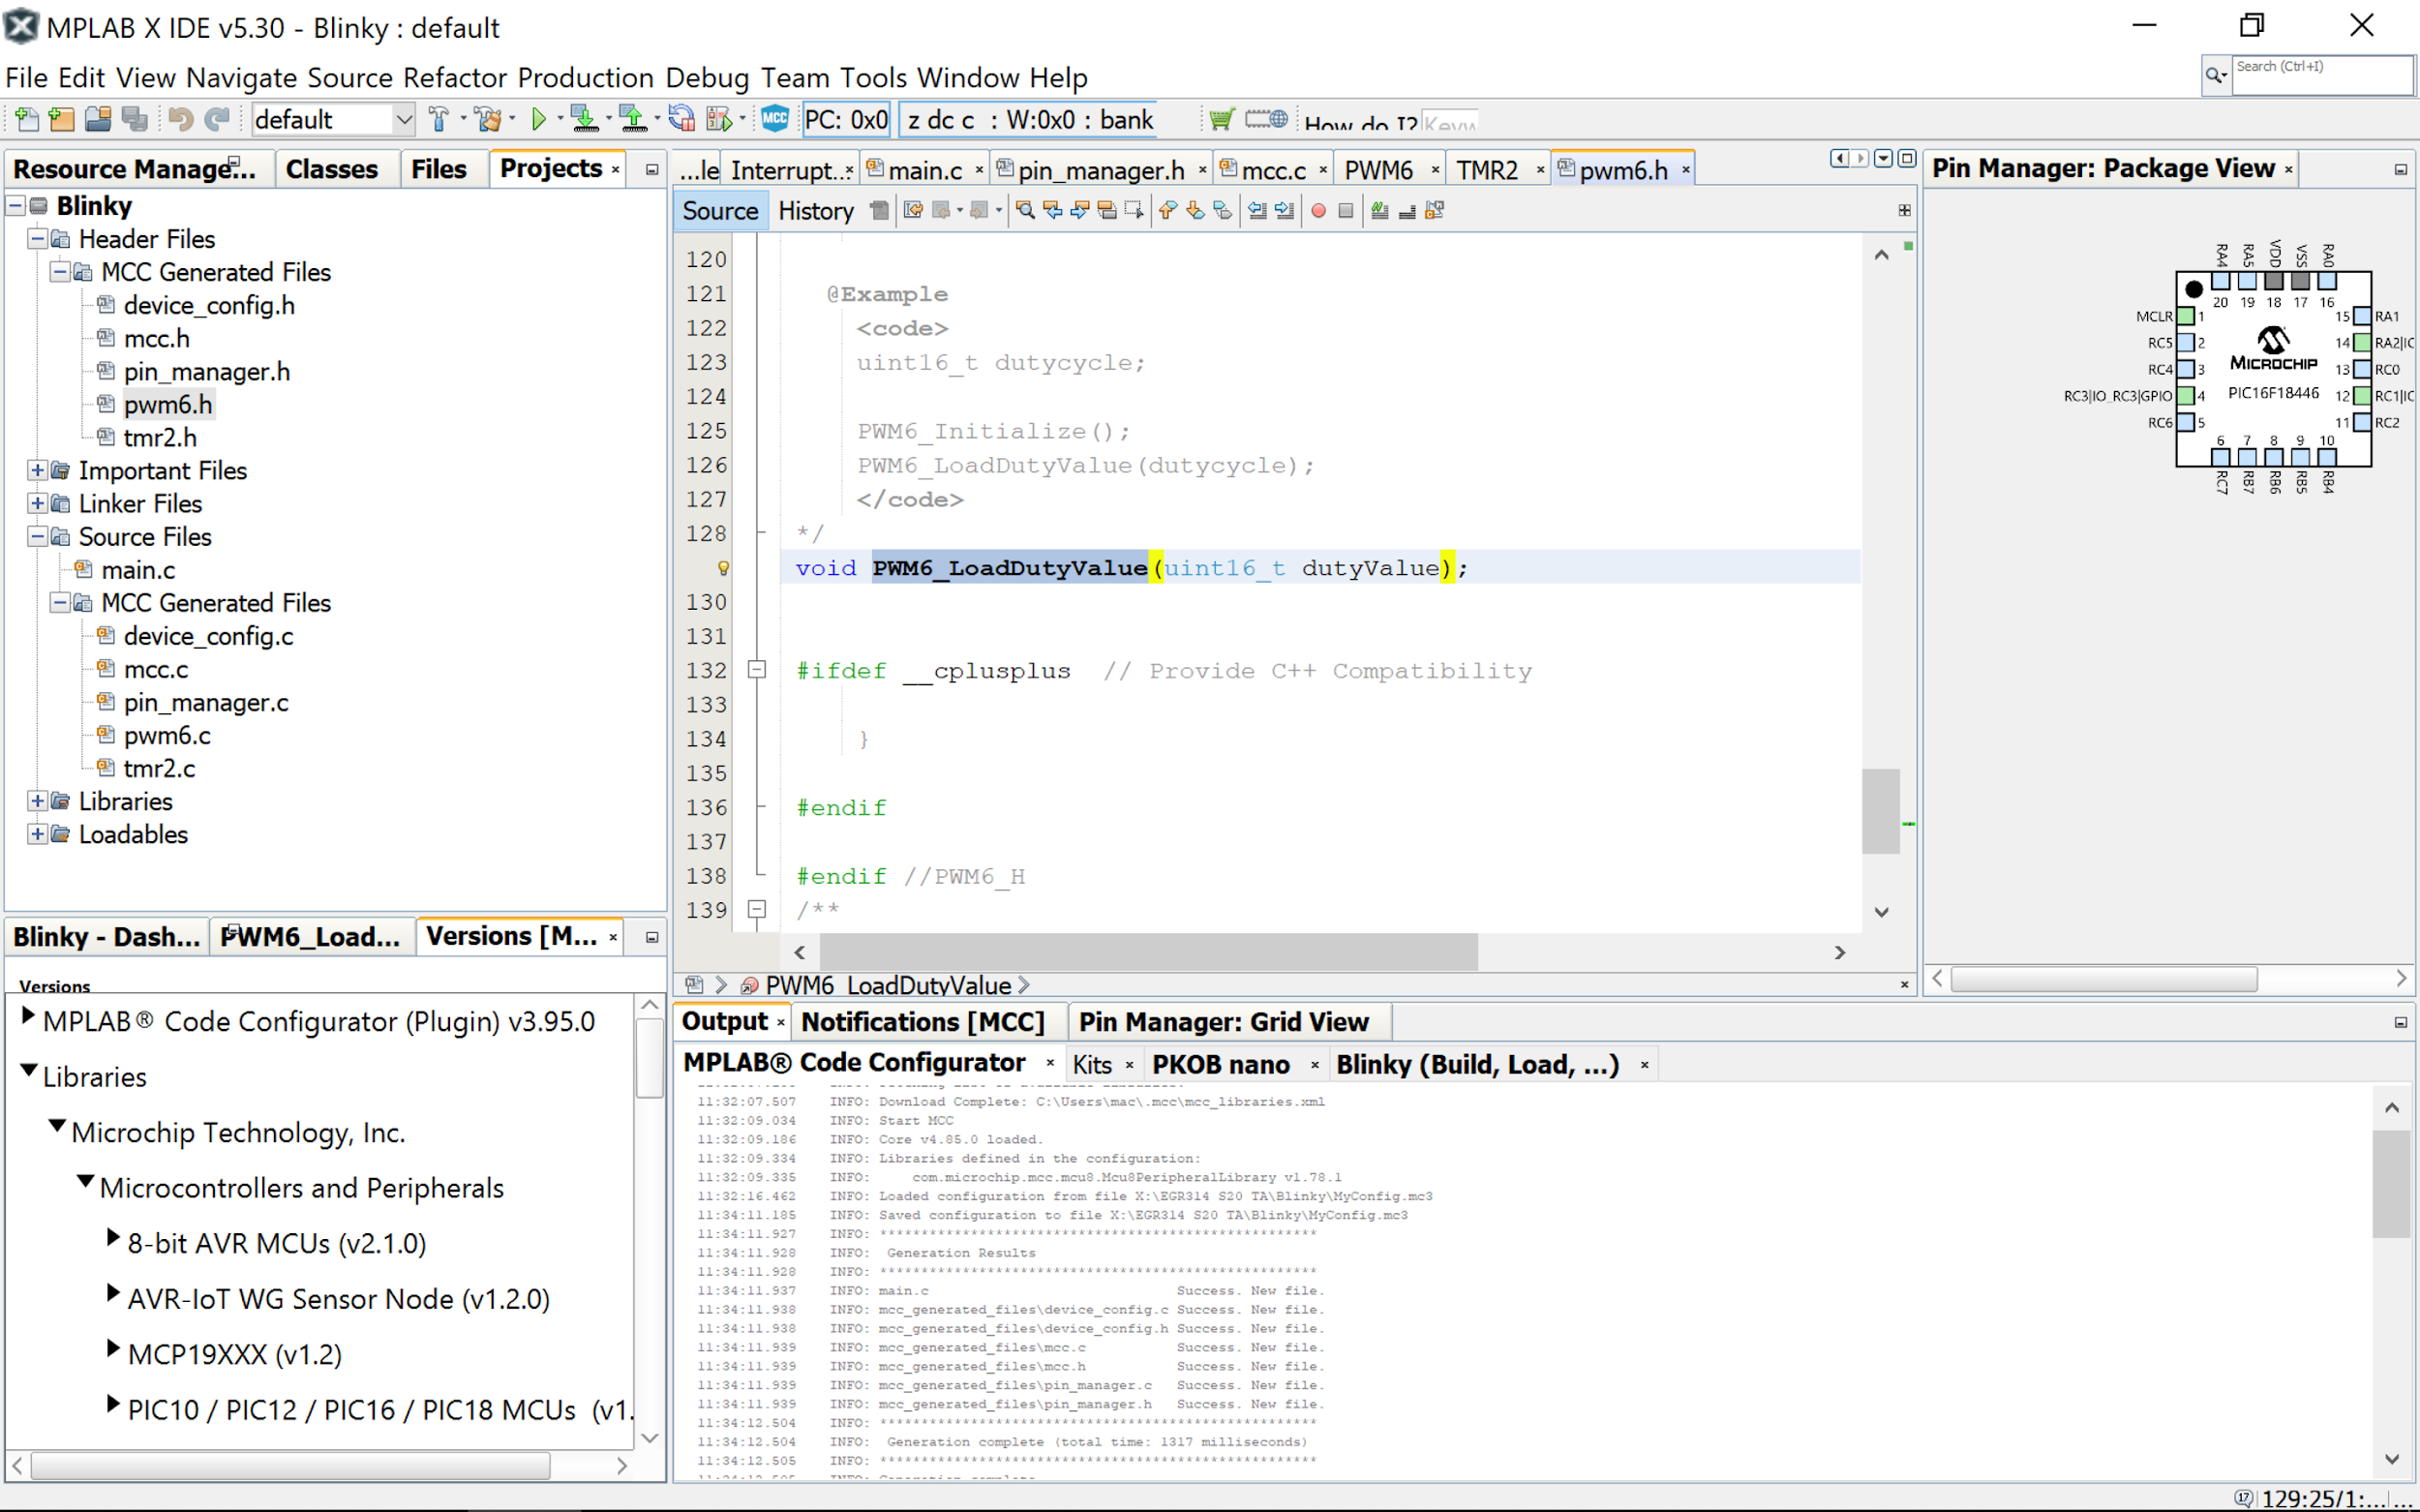 MPLAB X IDE v5.30 - Blinky : default
File Edit View Navigate Source Refactor Production Debug Team Tools Window Help
Search (Ctrl+I)
default
MCC
PC: 0x0
z dc c : W:0x0 : bank
How do I?
Resource Manage...
Classes
Files
Projects
Blinky
Header Files
MCC Generated Files
device_config.h
mcc.h
pin_manager.h
pwm6.h
tmr2.h
Important Files
Linker Files
Source Files
main.c
MCC Generated Files
device_config.c
mcc.c
pin_manager.c
pwm6.c
tmr2.c
Libraries
Loadables
Blinky - Dash...
PWM6_Load...
Versions [M...
Versions
MPLAB® Code Configurator (Plugin) v3.95.0
Libraries
Microchip Technology, Inc.
Microcontrollers and Peripherals
8-bit AVR MCUs (v2.1.0)
AVR-IoT WG Sensor Node (v1.2.0)
MCP19XXX (v1.2)
PIC10 / PIC12 / PIC16 / PIC18 MCUs (v1.
...le
Interrupt...
main.c
pin_manager.h
mcc.c
PWM6
TMR2
pwm6.h
Source
History
120
121 @Example
122 <code>
123 uint16_t dutycycle;
124
125 PWM6_Initialize();
126 PWM6_LoadDutyValue(dutycycle);
127 </code>
128 */
void PWM6_LoadDutyValue(uint16_t dutyValue);
130
131
132 #ifdef __cplusplus // Provide C++ Compatibility
133
134 }
135
136 #endif
137
138 #endif //PWM6_H
139 /**
PWM6_LoadDutyValue
Pin Manager: Package View
RA4 RA5 VDD VSS RA0
20 19 18 17 16
MCLR 1 15 RA1
RC5 2 14 RA2|IC
RC4 3 13 RC0
RC3|IO_RC3|GPIO 4 12 RC1|IC
RC6 5 11 RC2
MICROCHIP
PIC16F18446
6 7 8 9 10
RC7 RB7 RB6 RB5 RB4
Output
Notifications [MCC]
Pin Manager: Grid View
MPLAB® Code Configurator
Kits
PKOB nano
Blinky (Build, Load, ...)
11:32:07.507 INFO: Download Complete: C:\Users\mac\.mcc\mcc_libraries.xml
11:32:09.034 INFO: Start MCC
11:32:09.186 INFO: Core v4.85.0 loaded.
11:32:09.334 INFO: Libraries defined in the configuration:
11:32:09.335 INFO: com.microchip.mcc.mcu8.Mcu8PeripheralLibrary v1.78.1
11:32:16.462 INFO: Loaded configuration from file X:\EGR314 S20 TA\Blinky\MyConfig.mc3
11:34:11.185 INFO: Saved configuration to file X:\EGR314 S20 TA\Blinky\MyConfig.mc3
11:34:11.927 INFO: *****************************************************
11:34:11.928 INFO: Generation Results
11:34:11.928 INFO: *****************************************************
11:34:11.937 INFO: main.c Success. New file.
11:34:11.938 INFO: mcc_generated_files\device_config.c Success. New file.
11:34:11.938 INFO: mcc_generated_files\device_config.h Success. New file.
11:34:11.939 INFO: mcc_generated_files\mcc.c Success. New file.
11:34:11.939 INFO: mcc_generated_files\mcc.h Success. New file.
11:34:11.939 INFO: mcc_generated_files\pin_manager.c Success. New file.
11:34:11.939 INFO: mcc_generated_files\pin_manager.h Success. New file.
11:34:12.504 INFO: *****************************************************
11:34:12.504 INFO: Generation complete (total time: 1317 milliseconds)
11:34:12.505 INFO: *****************************************************
129:25/1:...